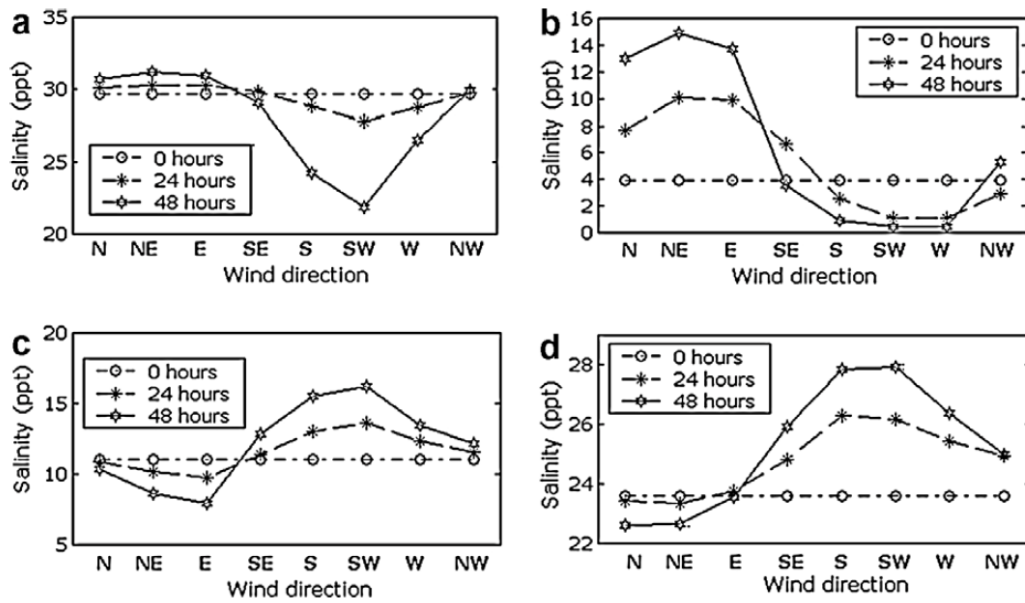 a
35
30
25
20
Salinity (ppt)
0 hours
24 hours
48 hours
N NE E SE S SW W NW
Wind direction
b
16
14
12
10
8
6
4
2
0
Salinity (ppt)
0 hours
24 hours
48 hours
N NE E SE S SW W NW
Wind direction
c
20
15
10
5
Salinity (ppt)
0 hours
24 hours
48 hours
N NE E SE S SW W NW
Wind direction
d
28
26
24
22
Salinity (ppt)
0 hours
24 hours
48 hours
N NE E SE S SW W NW
Wind direction